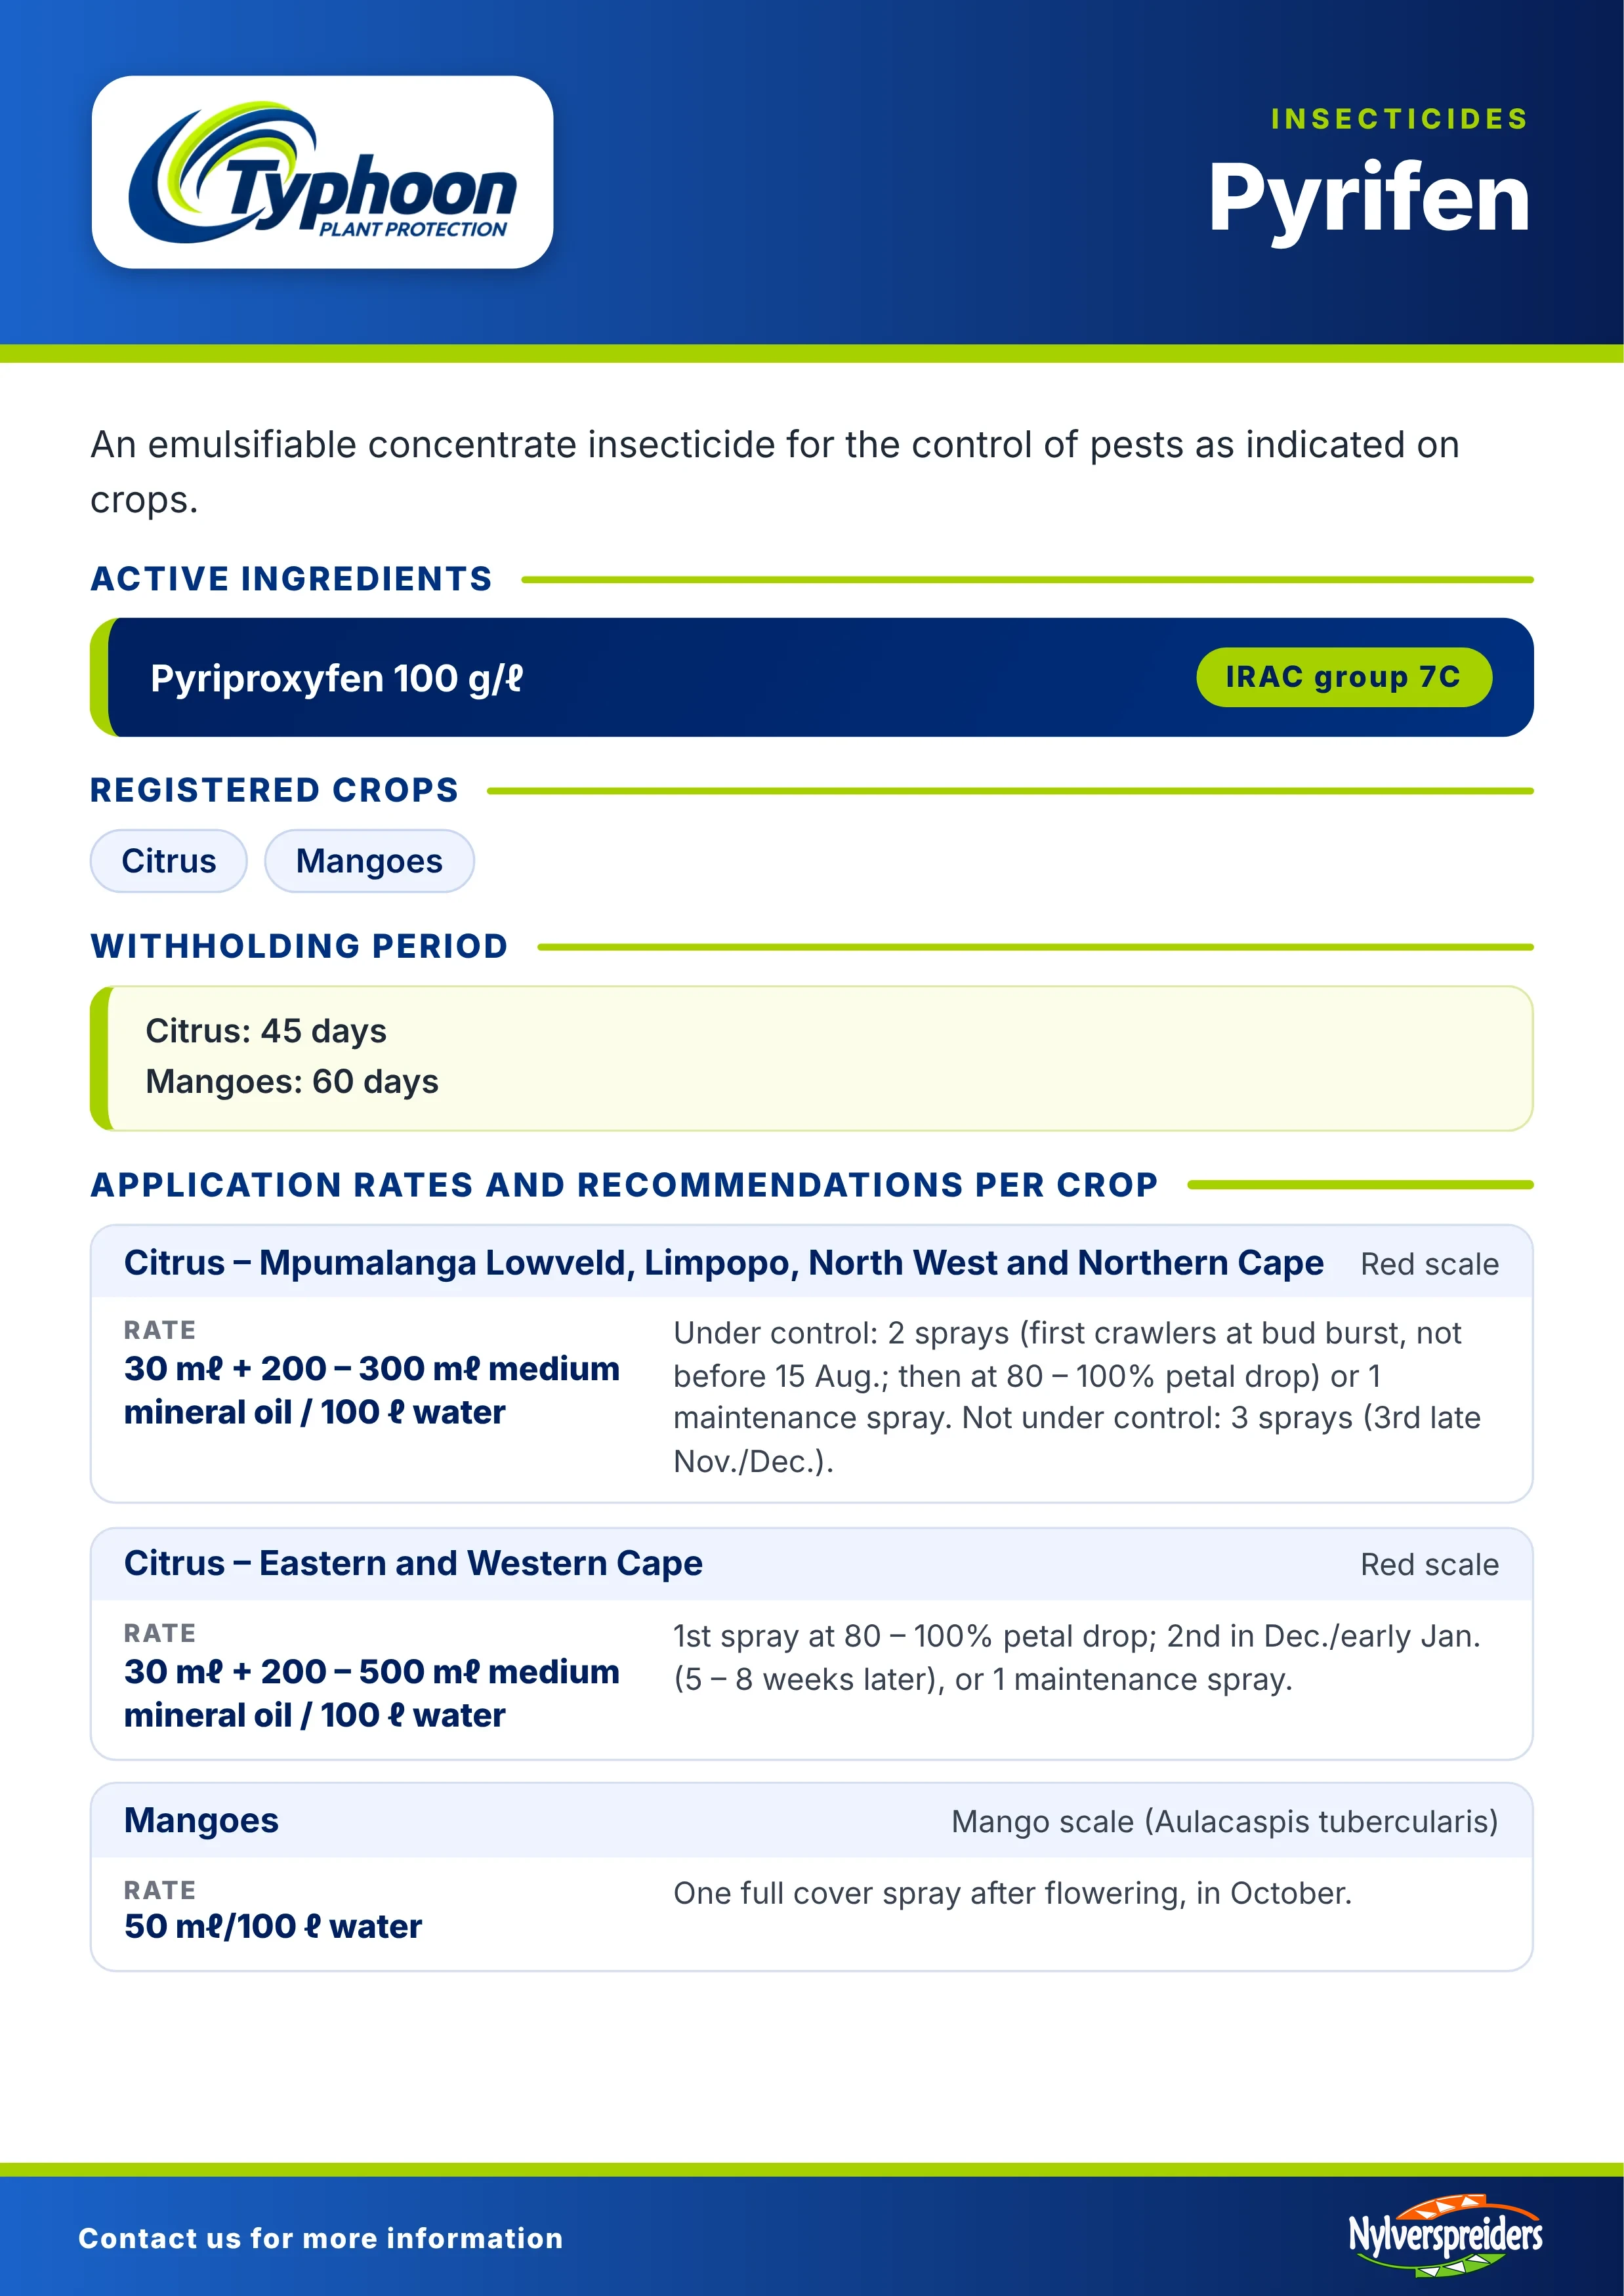 Typhoon
PLANT PROTECTION
INSECTICIDES
Pyrifen
An emulsifiable concentrate insecticide for the control of pests as indicated on
crops.
ACTIVE INGREDIENTS
Pyriproxyfen 100 g/ℓ
IRAC group 7C
REGISTERED CROPS
Citrus
Mangoes
WITHHOLDING PERIOD
Citrus: 45 days
Mangoes: 60 days
APPLICATION RATES AND RECOMMENDATIONS PER CROP
Citrus – Mpumalanga Lowveld, Limpopo, North West and Northern Cape
Red scale
RATE
30 mℓ + 200 – 300 mℓ medium
mineral oil / 100 ℓ water
Under control: 2 sprays (first crawlers at bud burst, not
before 15 Aug.; then at 80 – 100% petal drop) or 1
maintenance spray. Not under control: 3 sprays (3rd late
Nov./Dec.).
Citrus – Eastern and Western Cape
Red scale
RATE
30 mℓ + 200 – 500 mℓ medium
mineral oil / 100 ℓ water
1st spray at 80 – 100% petal drop; 2nd in Dec./early Jan.
(5 – 8 weeks later), or 1 maintenance spray.
Mangoes
Mango scale (Aulacaspis tubercularis)
RATE
50 mℓ/100 ℓ water
One full cover spray after flowering, in October.
Contact us for more information
Nylverspreiders